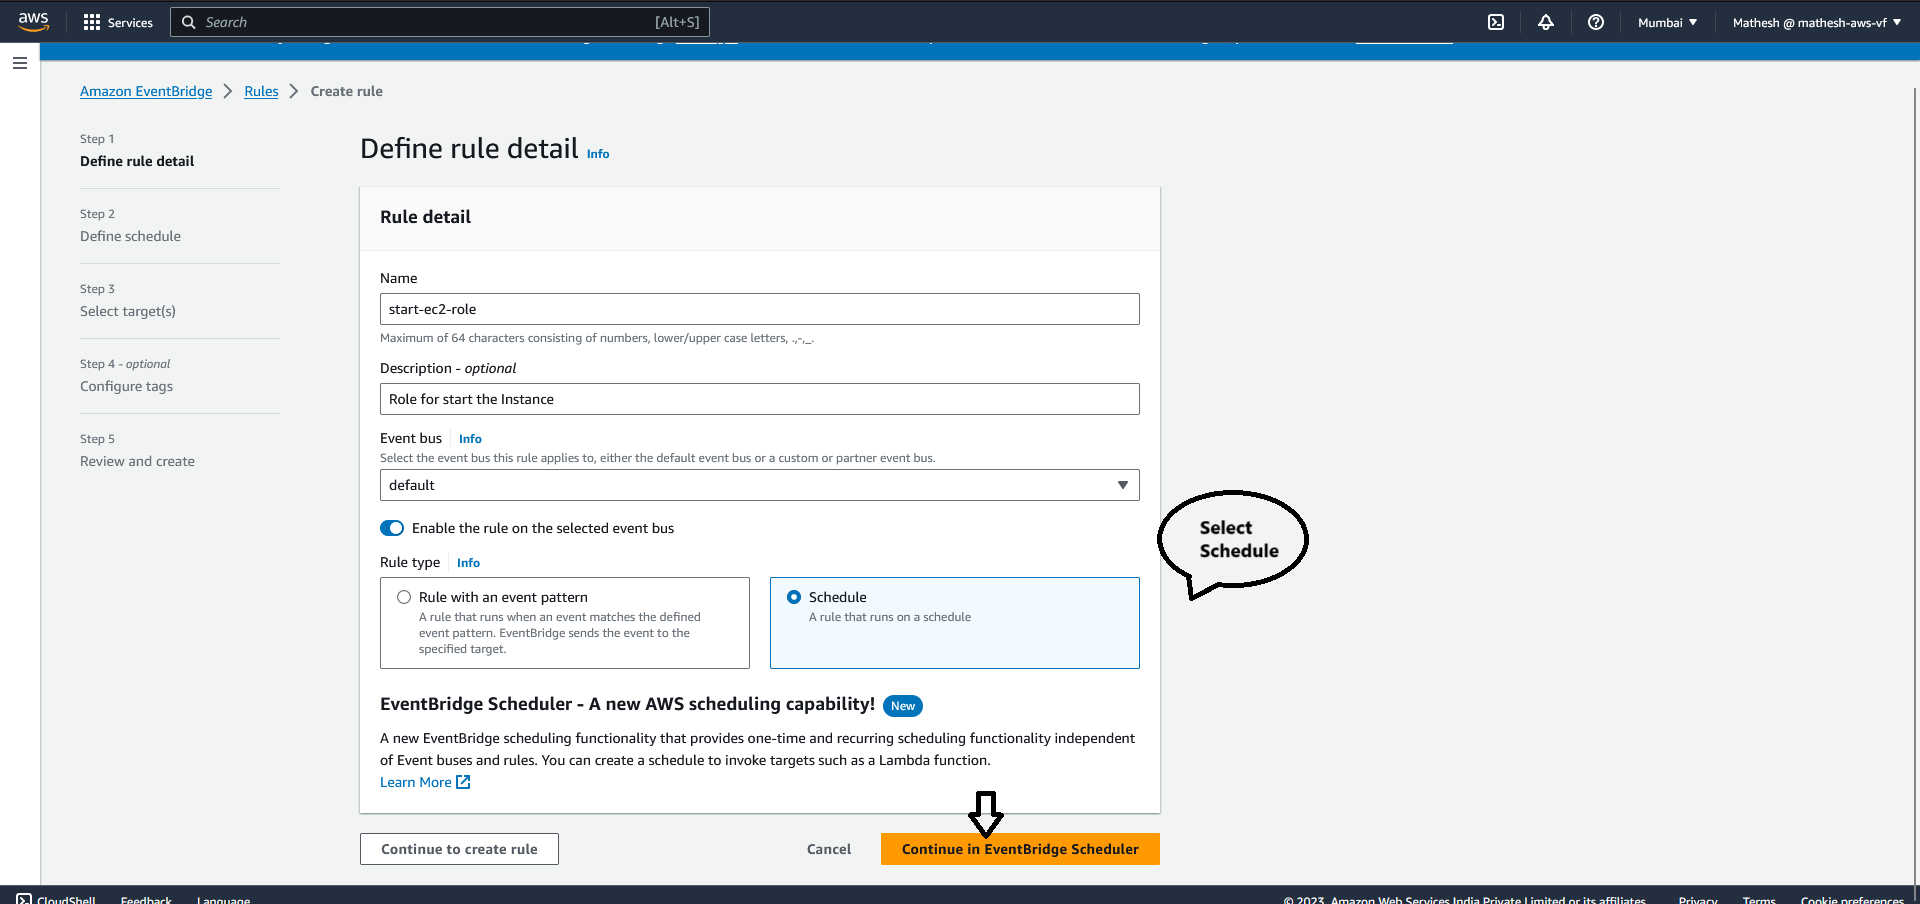 aws
Services
Search
[Alt+S]
Mumbai
Mathesh @ mathesh-aws-vf
Amazon EventBridge
Rules
Create rule
Step 1
Define rule detail
Step 2
Define schedule
Step 3
Select target(s)
Step 4 - optional
Configure tags
Step 5
Review and create
Define rule detail Info
Rule detail
Name
start-ec2-role
Maximum of 64 characters consisting of numbers, lower/upper case letters, .,-,_.
Description - optional
Role for start the Instance
Event bus Info
Select the event bus this rule applies to, either the default event bus or a custom or partner event bus.
default
Enable the rule on the selected event bus
Rule type Info
Rule with an event pattern
A rule that runs when an event matches the defined
event pattern. EventBridge sends the event to the
specified target.
Schedule
A rule that runs on a schedule
Select
Schedule
EventBridge Scheduler - A new AWS scheduling capability! New
A new EventBridge scheduling functionality that provides one-time and recurring scheduling functionality independent
of Event buses and rules. You can create a schedule to invoke targets such as a Lambda function.
Learn More
Continue to create rule
Cancel
Continue in EventBridge Scheduler
CloudShell
Feedback
Language
© 2023, Amazon Web Services India Private Limited or its affiliates
Privacy
Terms
Cookie preferences